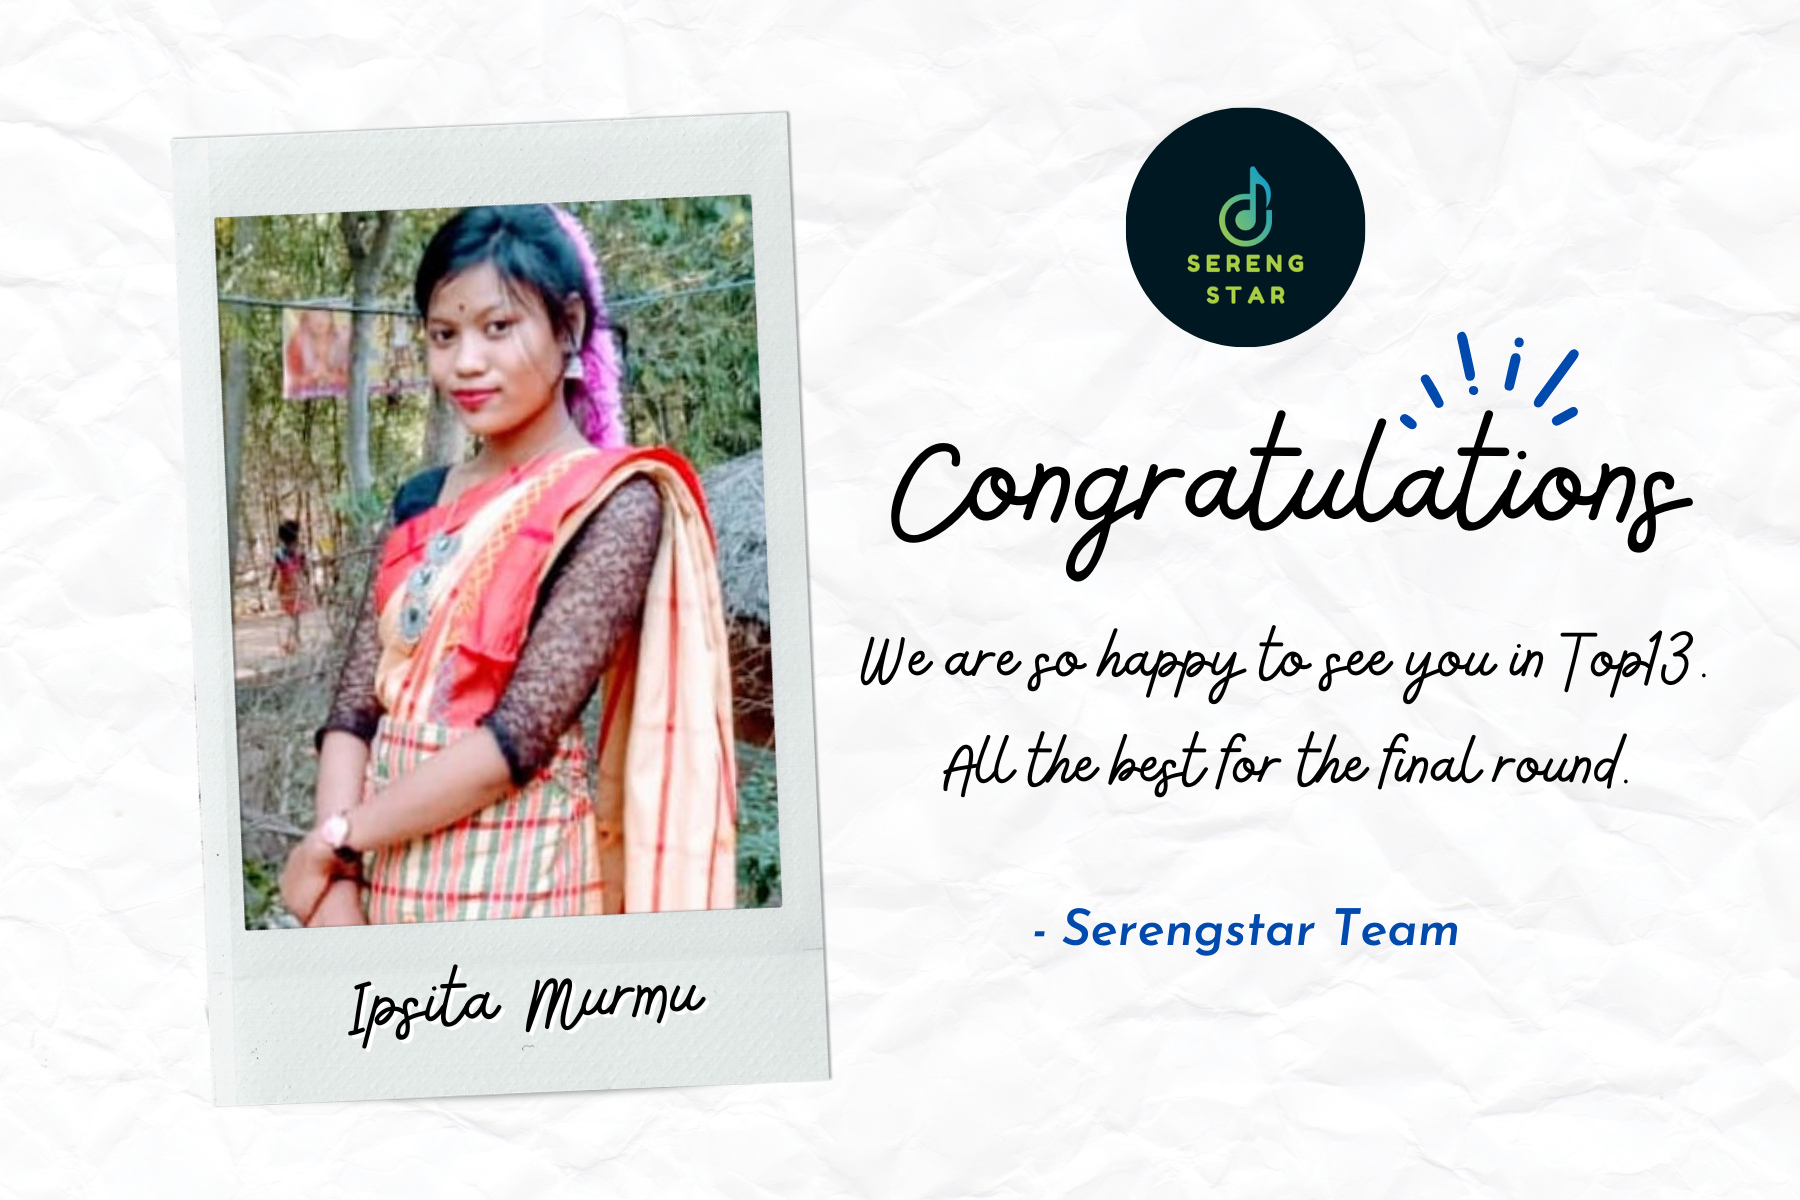 SERENG
STAR
Congratulations
We are so happy to see you in Top13.
All the best for the final round.
- Serengstar Team
Ipsita Murmu